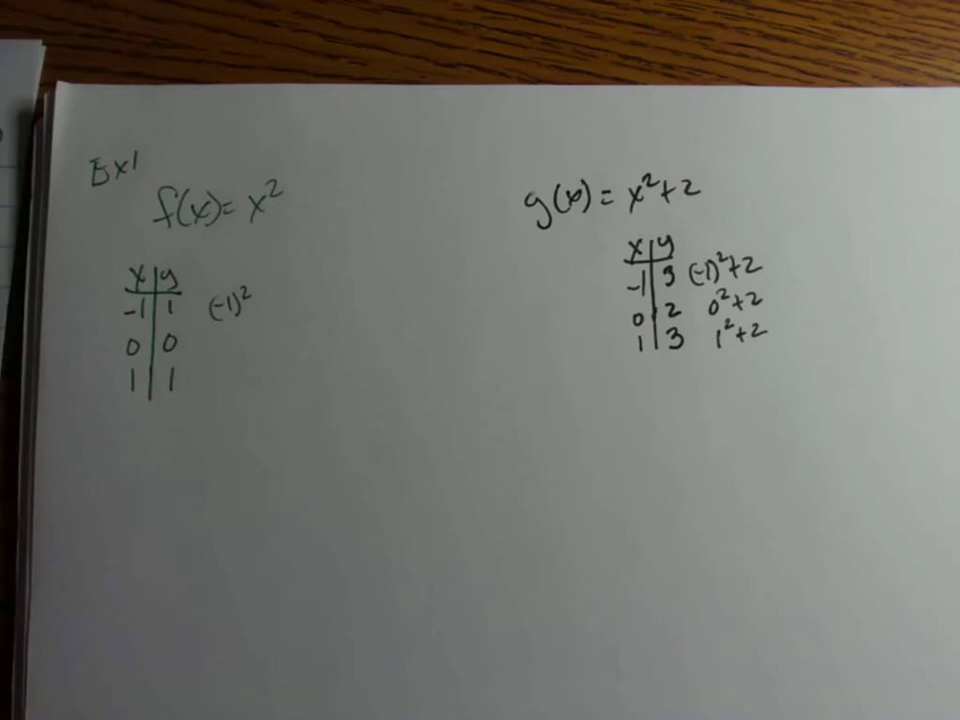 Ex1
f(x) = x²
x | y
-1 | 1 (-1)²
0 | 0
1 | 1
g(x) = x²+2
x | y
-1 | 3 (-1)²+2
0 | 2 0²+2
1 | 3 1²+2